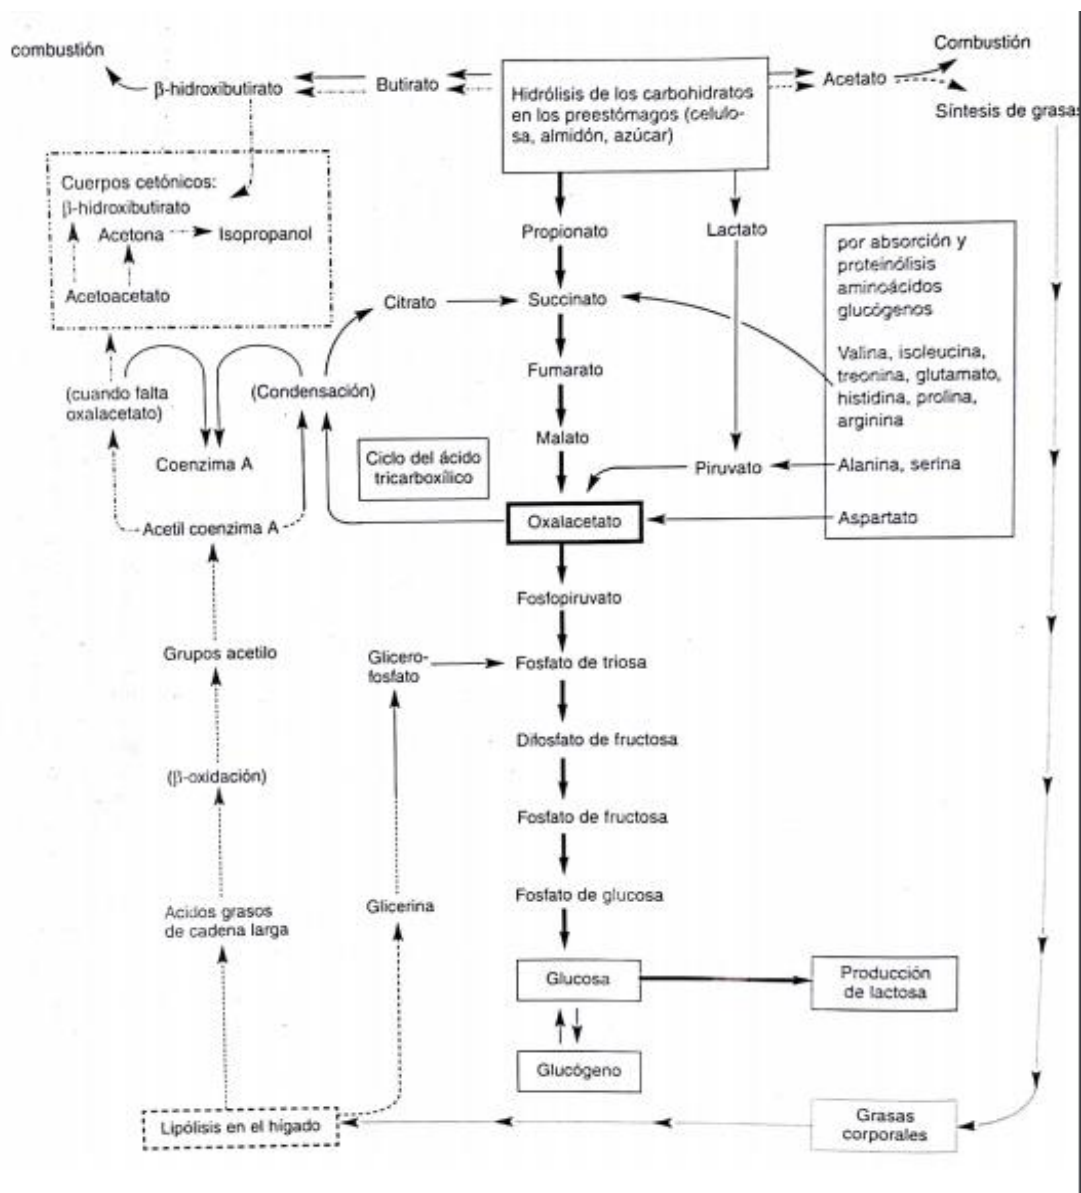 combustión
β-hidroxibutirato
Butirato
Hidrólisis de los carbohidratos
en los preestómagos (celulo-
sa, almidón, azúcar)
Acetato
Combustión
Síntesis de grasas
Cuerpos cetónicos:
β-hidroxibutirato
Acetona
Isopropanol
Acetoacetato
Propionato
Lactato
Citrato
Succinato
Fumarato
Malato
por absorción y
proteinólisis
aminoácidos
glucógenos
Valina, isoleucina,
treonina, glutamato,
histidina, prolina,
arginina
Alanina, serina
Aspartato
(cuando falta
oxalacetato)
(Condensación)
Coenzima A
Ciclo del ácido
tricarboxílico
Piruvato
Acetil coenzima A
Oxalacetato
Fosfopiruvato
Grupos acetilo
Glicero-
fosfato
Fosfato de triosa
Difosfato de fructosa
(β-oxidación)
Fosfato de fructosa
Fosfato de glucosa
Acidos grasos
de cadena larga
Glicerina
Glucosa
Producción
de lactosa
Glucógeno
Lipólisis en el hígado
Grasas
corporales